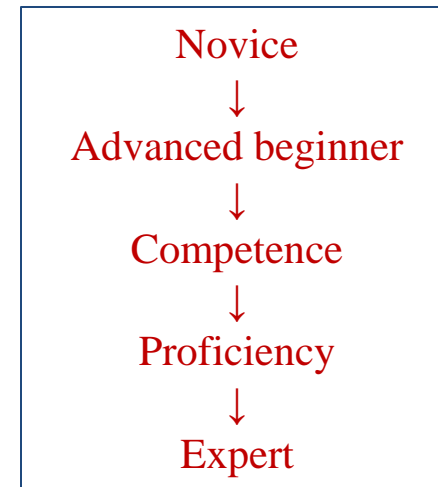 Novice
↓
Advanced beginner
↓
Competence
↓
Proficiency
↓
Expert